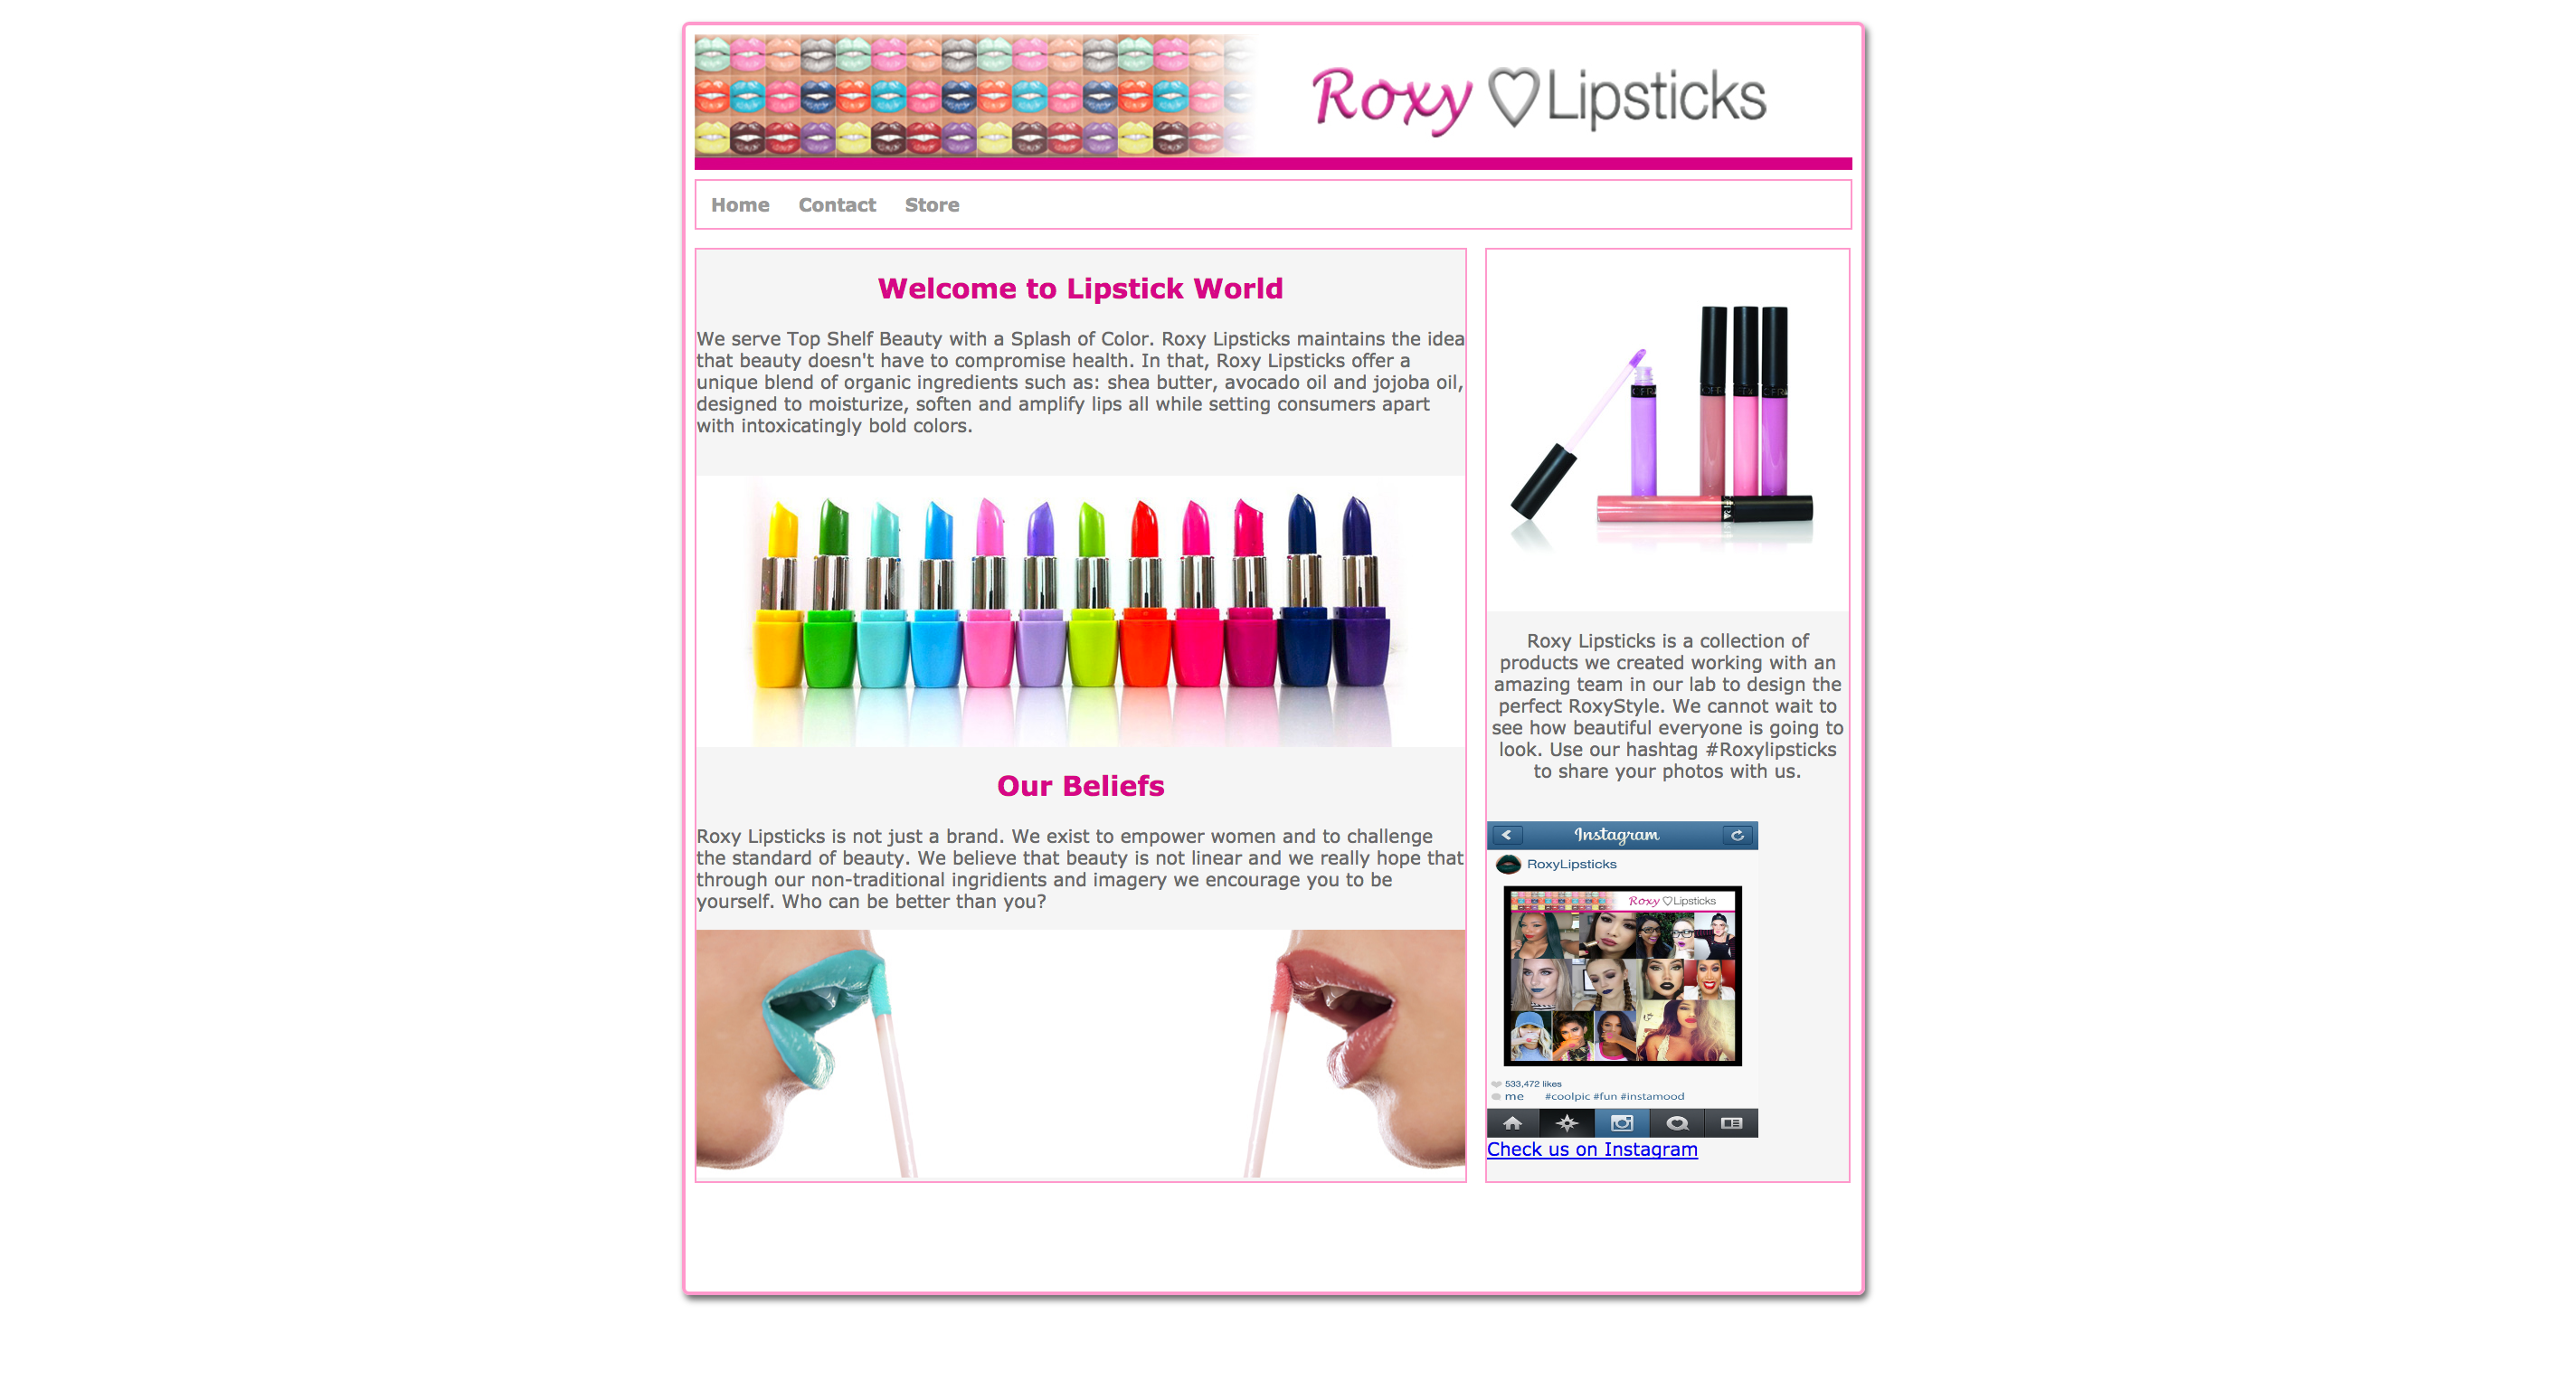 Roxy ♡Lipsticks
Home Contact Store
Welcome to Lipstick World
We serve Top Shelf Beauty with a Splash of Color. Roxy Lipsticks maintains the idea
that beauty doesn't have to compromise health. In that, Roxy Lipsticks offer a
unique blend of organic ingredients such as: shea butter, avocado oil and jojoba oil,
designed to moisturize, soften and amplify lips all while setting consumers apart
with intoxicatingly bold colors.
Our Beliefs
Roxy Lipsticks is not just a brand. We exist to empower women and to challenge
the standard of beauty. We believe that beauty is not linear and we really hope that
through our non-traditional ingridients and imagery we encourage you to be
yourself. Who can be better than you?
Roxy Lipsticks is a collection of
products we created working with an
amazing team in our lab to design the
perfect RoxyStyle. We cannot wait to
see how beautiful everyone is going to
look. Use our hashtag #Roxylipsticks
to share your photos with us.
Instagram
RoxyLipsticks
Roxy ♡Lipsticks
533,472 likes
me #coolpic #fun #instamood
Check us on Instagram